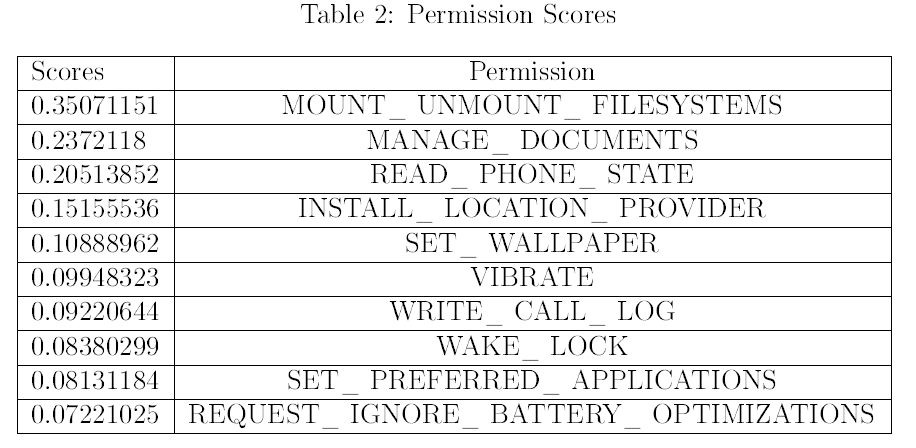 Table 2: Permission Scores
Scores Permission
0.35071151 MOUNT_ UNMOUNT_ FILESYSTEMS
0.2372118 MANAGE_ DOCUMENTS
0.20513852 READ_ PHONE_ STATE
0.15155536 INSTALL_ LOCATION_ PROVIDER
0.10888962 SET_ WALLPAPER
0.09948323 VIBRATE
0.09220644 WRITE_ CALL_ LOG
0.08380299 WAKE_ LOCK
0.08131184 SET_ PREFERRED_ APPLICATIONS
0.07221025 REQUEST_ IGNORE_ BATTERY_ OPTIMIZATIONS